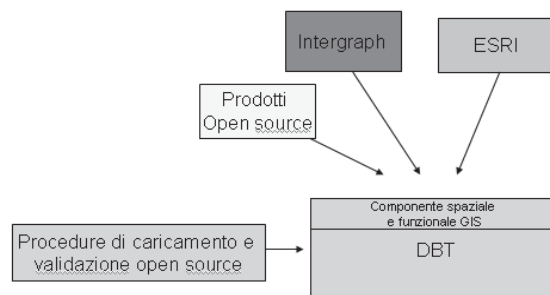 Intergraph
ESRI
Prodotti
Open source
Componente spaziale
e funzionale GIS
DBT
Procedure di caricamento e
validazione open source